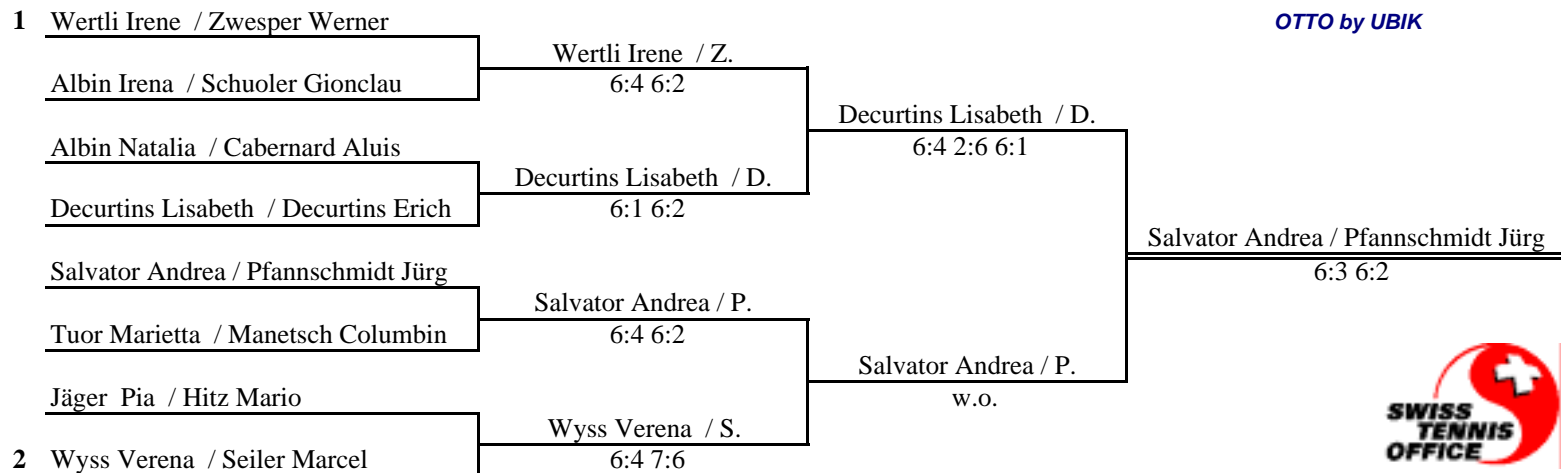 1 Wertli Irene / Zwesper Werner
OTTO by UBIK
Wertli Irene / Z.
Albin Irena / Schuoler Gionclau
6:4 6:2
Decurtins Lisabeth / D.
Albin Natalia / Cabernard Aluis
6:4 2:6 6:1
Decurtins Lisabeth / D.
Decurtins Lisabeth / Decurtins Erich
6:1 6:2
Salvator Andrea / Pfannschmidt Jürg
Salvator Andrea / Pfannschmidt Jürg
6:3 6:2
Salvator Andrea / P.
Tuor Marietta / Manetsch Columbin
6:4 6:2
Salvator Andrea / P.
Jäger Pia / Hitz Mario
w.o.
Wyss Verena / S.
2 Wyss Verena / Seiler Marcel
6:4 7:6
SWISS
TENNIS
OFFICE